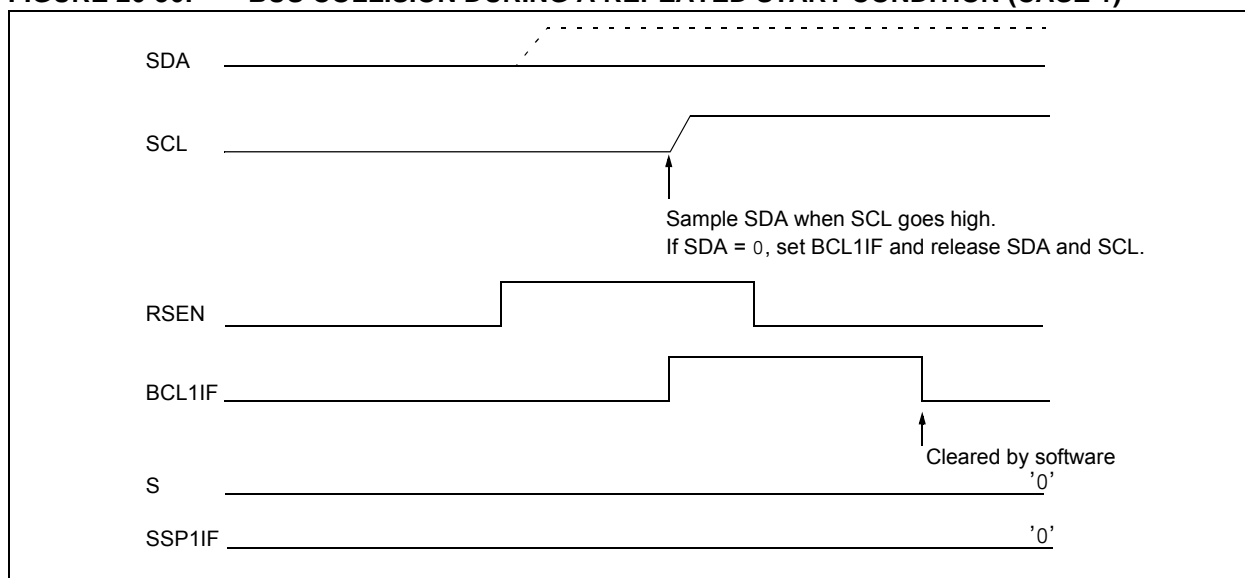 SDA
SCL
Sample SDA when SCL goes high.
If SDA = 0, set BCL1IF and release SDA and SCL.
RSEN
BCL1IF
Cleared by software
S '0'
SSP1IF '0'